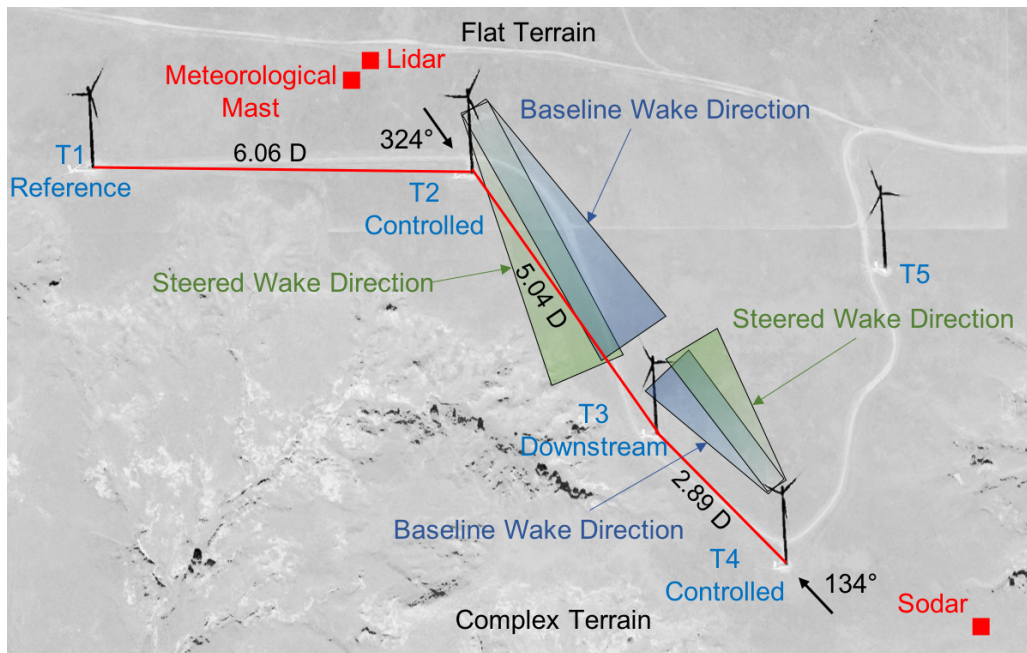 Flat Terrain
Lidar
Meteorological
Mast
Baseline Wake Direction
324°
6.06 D
T1
Reference
T2
Controlled
T5
Steered Wake Direction
5.04 D
Steered Wake Direction
T3
Downstream
2.89 D
Baseline Wake Direction
T4
Controlled
134°
Sodar
Complex Terrain